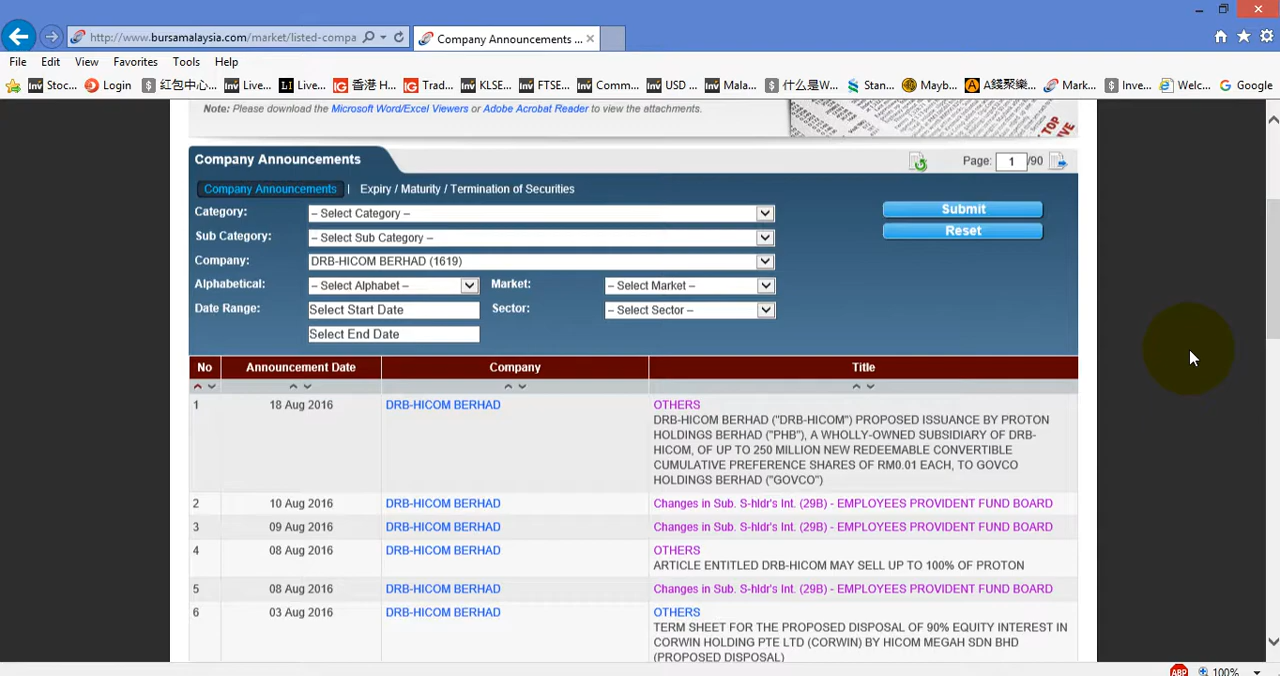 http://www.bursamalaysia.com/market/listed-compa
Company Announcements ...
File Edit View Favorites Tools Help
Stoc... Login 红包中心... Live... Live... 香港 H... Trad... KLSE... FTSE... Comm... USD ... Mala... 什么是W... Stan... Mayb... A錢聚樂... Mark... Inve... Welc... Google
Note: Please download the Microsoft Word/Excel Viewers or Adobe Acrobat Reader to view the attachments.
TOP
Company Announcements
Page: 1 /90
Company Announcements | Expiry / Maturity / Termination of Securities
Category: -- Select Category -- Submit
Sub Category: -- Select Sub Category -- Reset
Company: DRB-HICOM BERHAD (1619)
Alphabetical: -- Select Alphabet -- Market: -- Select Market --
Date Range: Select Start Date Sector: -- Select Sector --
Select End Date
No Announcement Date Company Title
1 18 Aug 2016 DRB-HICOM BERHAD OTHERS
DRB-HICOM BERHAD ("DRB-HICOM") PROPOSED ISSUANCE BY PROTON
HOLDINGS BERHAD ("PHB"), A WHOLLY-OWNED SUBSIDIARY OF DRB-
HICOM, OF UP TO 250 MILLION NEW REDEEMABLE CONVERTIBLE
CUMULATIVE PREFERENCE SHARES OF RM0.01 EACH, TO GOVCO
HOLDINGS BERHAD ("GOVCO")
2 10 Aug 2016 DRB-HICOM BERHAD Changes in Sub. S-hldr's Int. (29B) - EMPLOYEES PROVIDENT FUND BOARD
3 09 Aug 2016 DRB-HICOM BERHAD Changes in Sub. S-hldr's Int. (29B) - EMPLOYEES PROVIDENT FUND BOARD
4 08 Aug 2016 DRB-HICOM BERHAD OTHERS
ARTICLE ENTITLED DRB-HICOM MAY SELL UP TO 100% OF PROTON
5 08 Aug 2016 DRB-HICOM BERHAD Changes in Sub. S-hldr's Int. (29B) - EMPLOYEES PROVIDENT FUND BOARD
6 03 Aug 2016 DRB-HICOM BERHAD OTHERS
TERM SHEET FOR THE PROPOSED DISPOSAL OF 90% EQUITY INTEREST IN
CORWIN HOLDING PTE LTD (CORWIN) BY HICOM MEGAH SDN BHD
(PROPOSED DISPOSAL)
ABP 100%